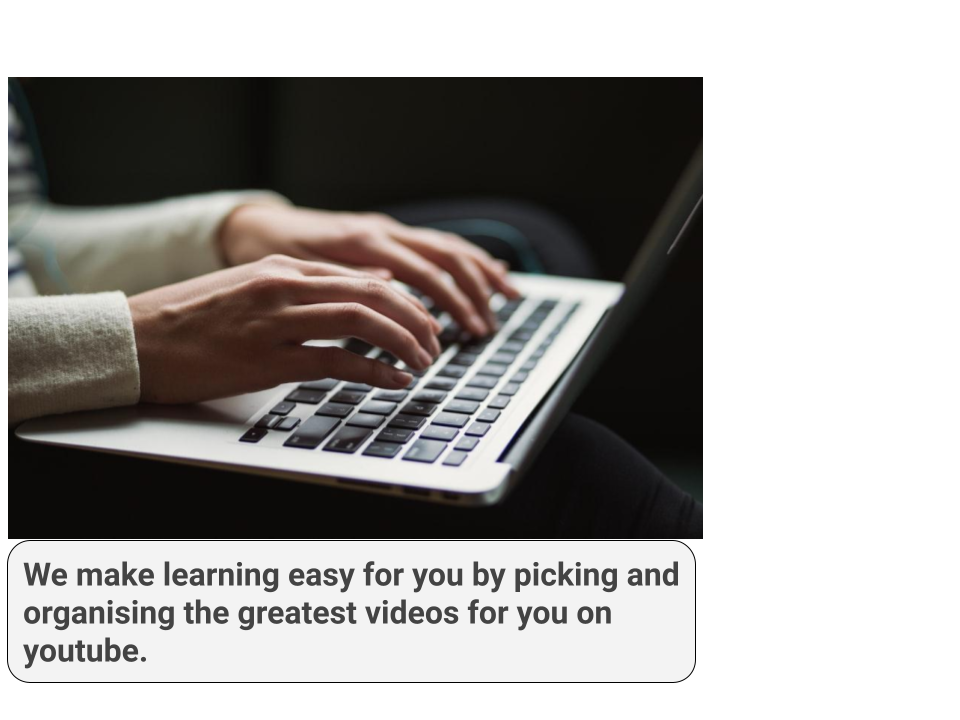 We make learning easy for you by picking and
organising the greatest videos for you on
youtube.